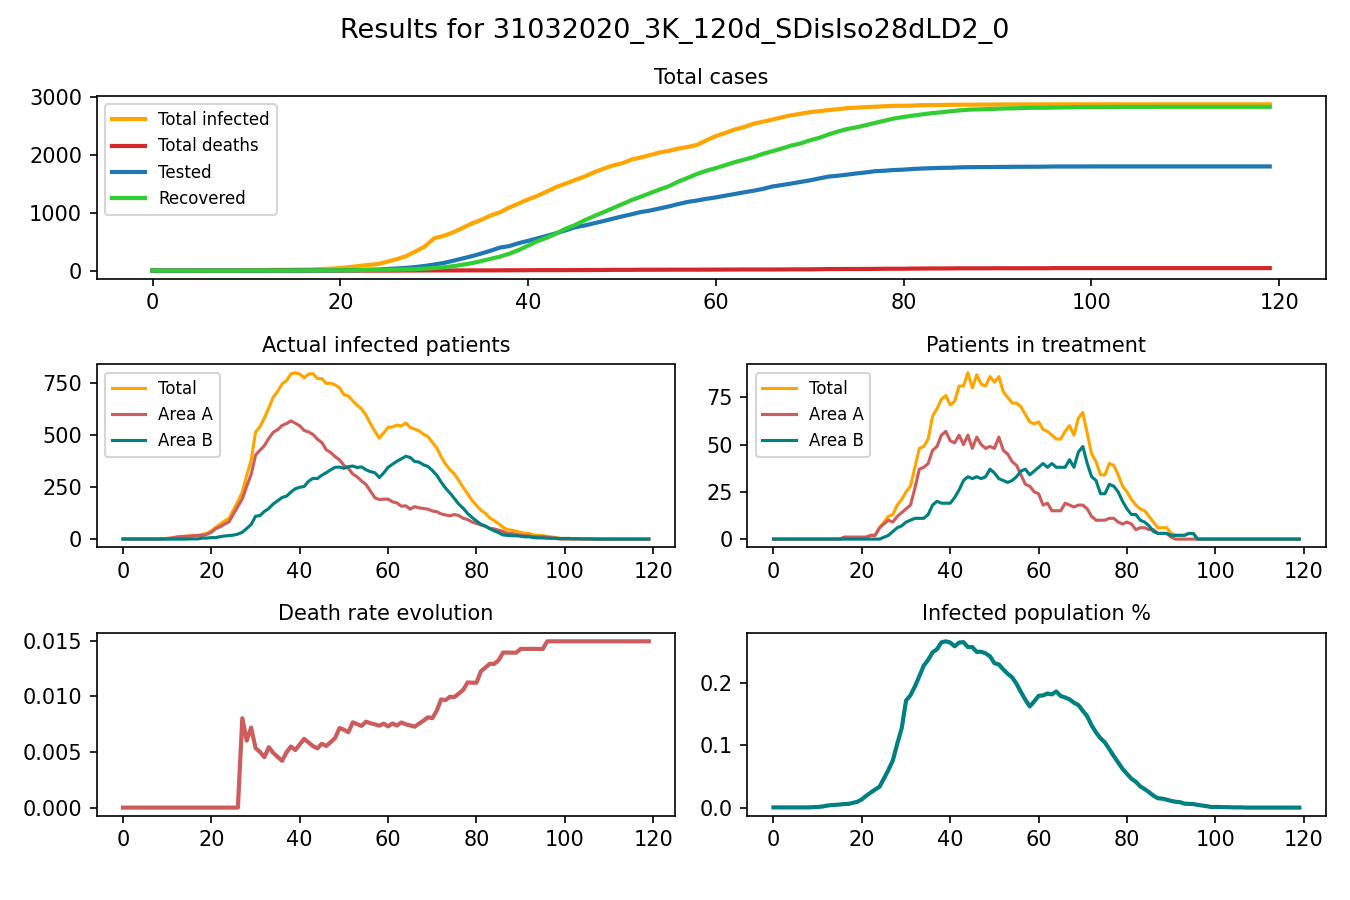 Results for 31032020_3K_120d_SDisIso28dLD2_0
Total cases
3000
2000
1000
0
Total infected
Total deaths
Tested
Recovered
0 20 40 60 80 100 120
Actual infected patients
750
500
250
0
Total
Area A
Area B
0 20 40 60 80 100 120
Patients in treatment
75
50
25
0
Total
Area A
Area B
0 20 40 60 80 100 120
Death rate evolution
0.015
0.010
0.005
0.000
0 20 40 60 80 100 120
Infected population %
0.2
0.1
0.0
0 20 40 60 80 100 120